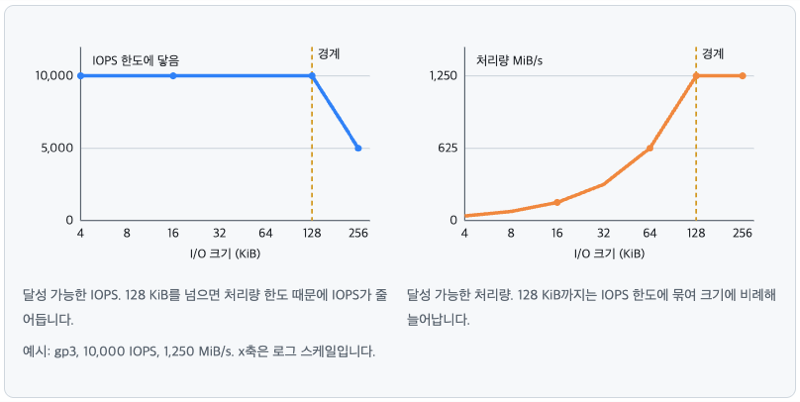 IOPS 한도에 닿음
경계
10,000
5,000
0
4 8 16 32 64 128 256
I/O 크기 (KiB)
처리량 MiB/s
경계
1,250
625
0
4 8 16 32 64 128 256
I/O 크기 (KiB)
달성 가능한 IOPS. 128 KiB를 넘으면 처리량 한도 때문에 IOPS가 줄
어듭니다.
예시: gp3, 10,000 IOPS, 1,250 MiB/s. x축은 로그 스케일입니다.
달성 가능한 처리량. 128 KiB까지는 IOPS 한도에 묶여 크기에 비례해
늘어납니다.